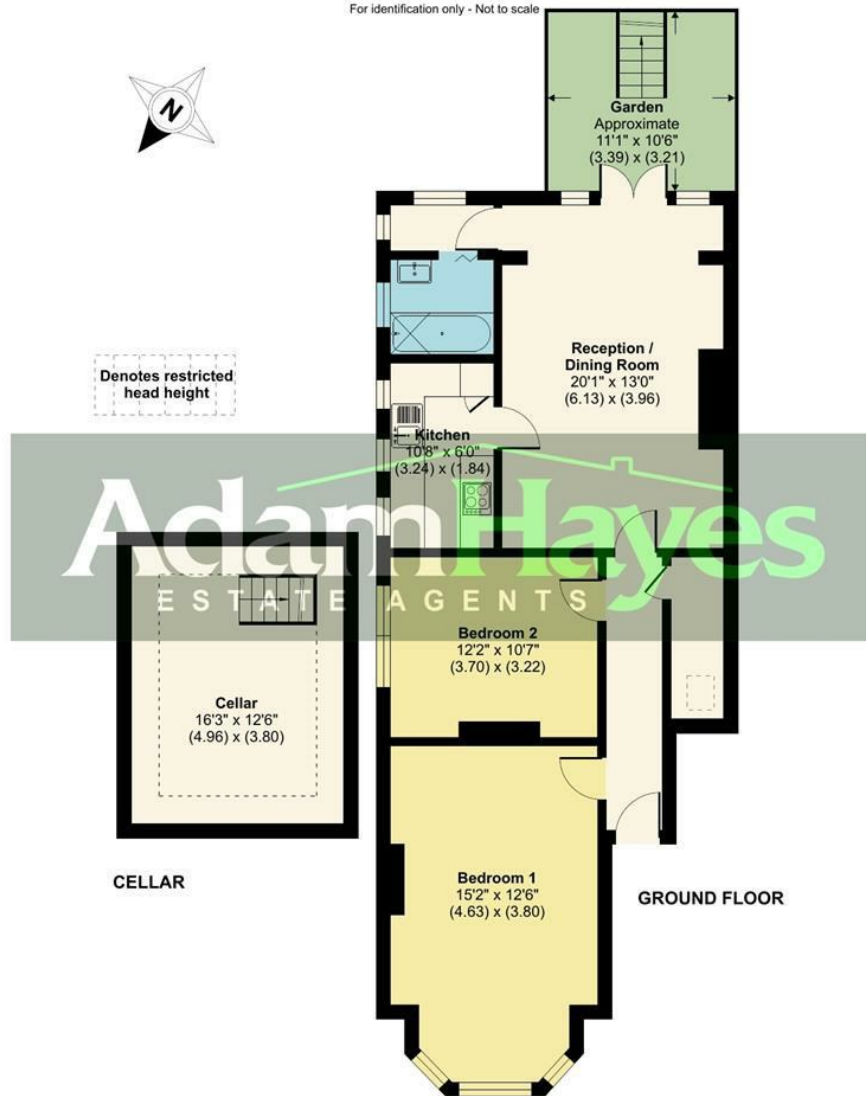 For identification only - Not to scale
N
Garden
Approximate
11'1" x 10'6"
(3.39) x (3.21)
Reception /
Dining Room
20'1" x 13'0"
(6.13) x (3.96)
Denotes restricted
head height
Kitchen
10'8" x 6'0"
(3.24) x (1.84)
AdamHayes
ESTATE AGENTS
Bedroom 2
12'2" x 10'7"
(3.70) x (3.22)
Cellar
16'3" x 12'6"
(4.96) x (3.80)
CELLAR
Bedroom 1
15'2" x 12'6"
(4.63) x (3.80)
GROUND FLOOR